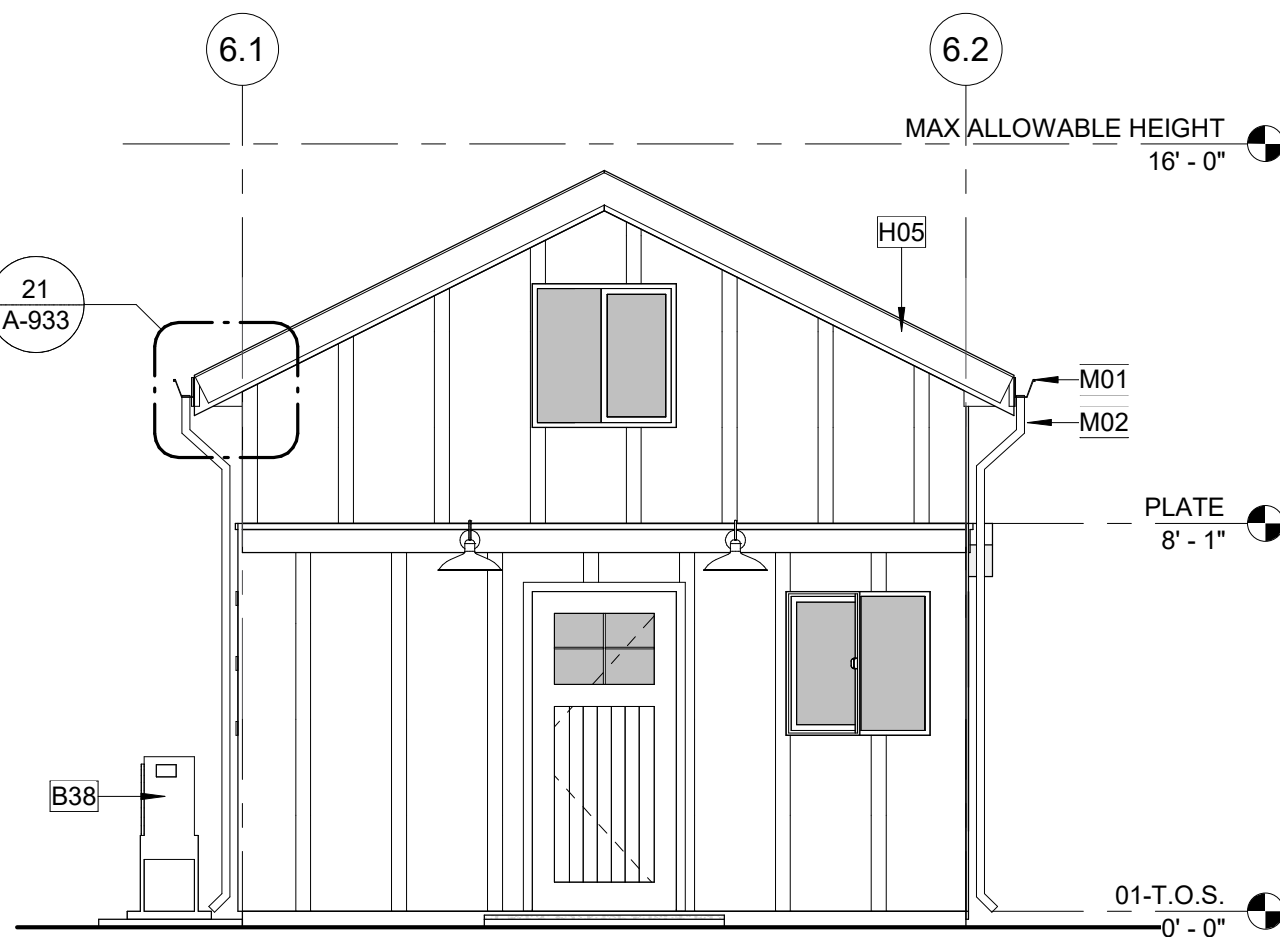 6.1
6.2
MAX ALLOWABLE HEIGHT
16' - 0"
H05
21
A-933
M01
M02
PLATE
8' - 1"
B38
01-T.O.S.
0' - 0"